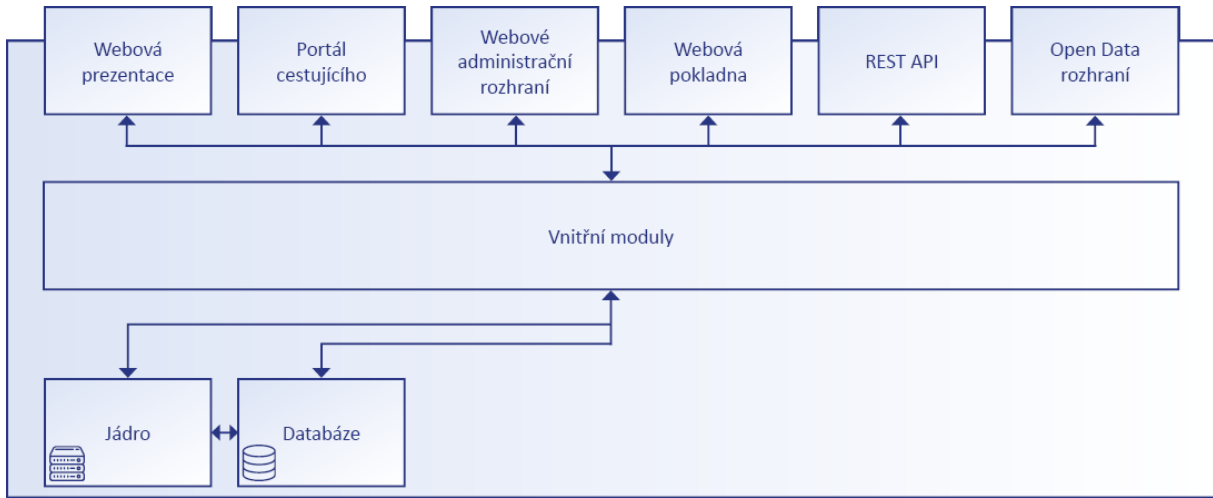 Webová
prezentace
Portál
cestujícího
Webové
administrační
rozhraní
Webová
pokladna
REST API
Open Data
rozhraní
Vnitřní moduly
Jádro
Databáze